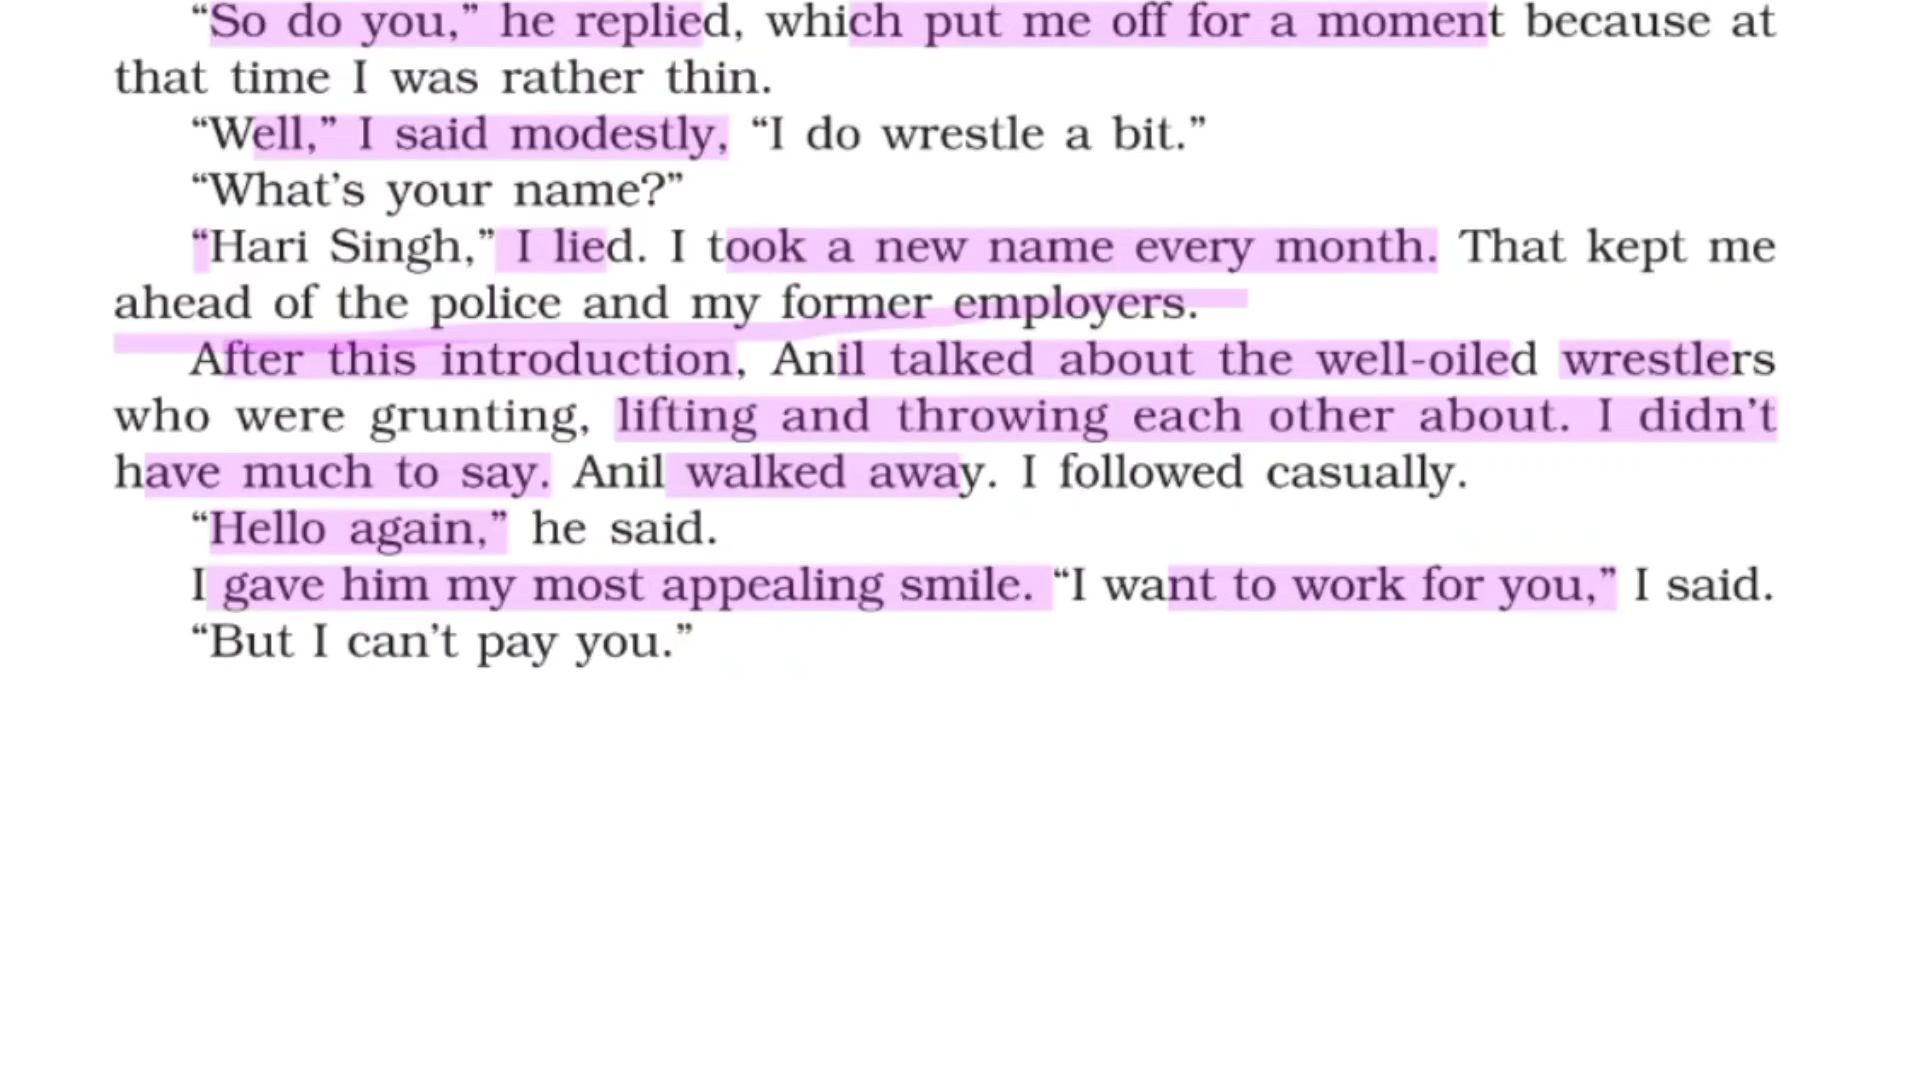 “So do you,” he replied, which put me off for a moment because at
that time I was rather thin.
“Well,” I said modestly, “I do wrestle a bit.”
“What’s your name?”
“Hari Singh,” I lied. I took a new name every month. That kept me
ahead of the police and my former employers.
After this introduction, Anil talked about the well-oiled wrestlers
who were grunting, lifting and throwing each other about. I didn’t
have much to say. Anil walked away. I followed casually.
“Hello again,” he said.
I gave him my most appealing smile. “I want to work for you,” I said.
“But I can’t pay you.”